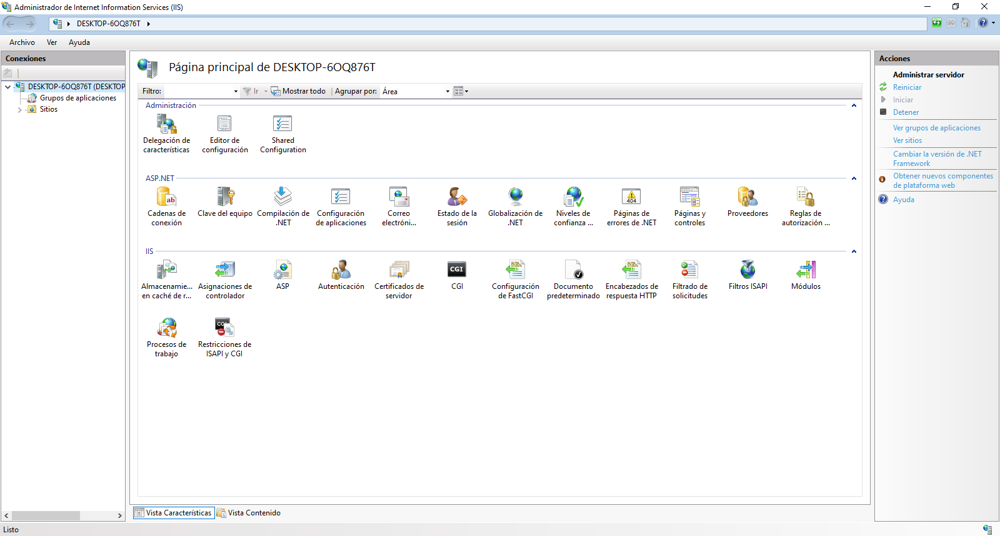 Administrador de Internet Information Services (IIS)
DESKTOP-6OQ876T
Archivo Ver Ayuda
Conexiones
DESKTOP-6OQ876T (DESKTOP
Grupos de aplicaciones
Sitios
Página principal de DESKTOP-6OQ876T
Filtro: Ir Mostrar todo Agrupar por: Área
Administración
Delegación de
características
Editor de
configuración
Shared
Configuration
ASP.NET
Cadenas de
conexión
Clave del equipo
Compilación de
.NET
Configuración
de aplicaciones
Correo
electróni...
Estado de la
sesión
Globalización de
.NET
Niveles de
confianza ...
404
Páginas de
errores de .NET
Páginas y
controles
Proveedores
Reglas de
autorización ...
IIS
Almacenamie...
en caché de r...
Asignaciones de
controlador
ASP
Autenticación
Certificados de
servidor
CGI
CGI
Configuración
de FastCGI
Documento
predeterminado
Encabezados de
respuesta HTTP
Filtrado de
solicitudes
Filtros ISAPI
Módulos
Procesos de
trabajo
Restricciones de
ISAPI y CGI
Vista Características Vista Contenido
Acciones
Administrar servidor
Reiniciar
Iniciar
Detener
Ver grupos de aplicaciones
Ver sitios
Cambiar la versión de .NET
Framework
Obtener nuevos componentes
de plataforma web
Ayuda
Listo